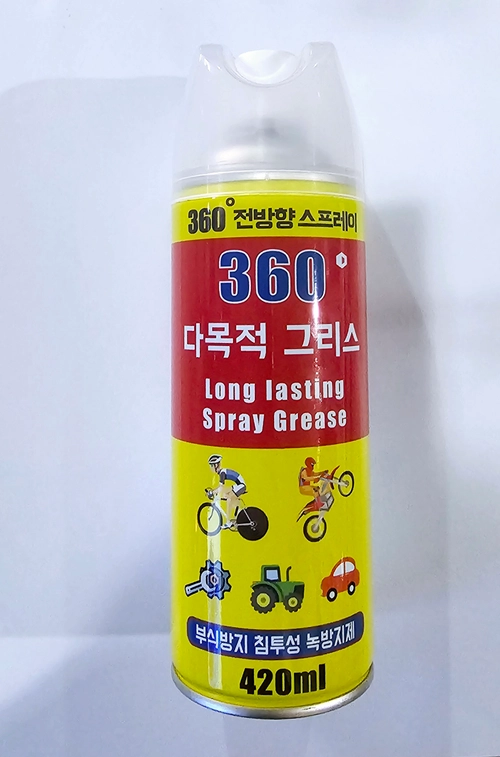 360° 전방향 스프레이
360°
다목적 그리스
Long lasting
Spray Grease
부식방지 침투성 녹방지제
420ml